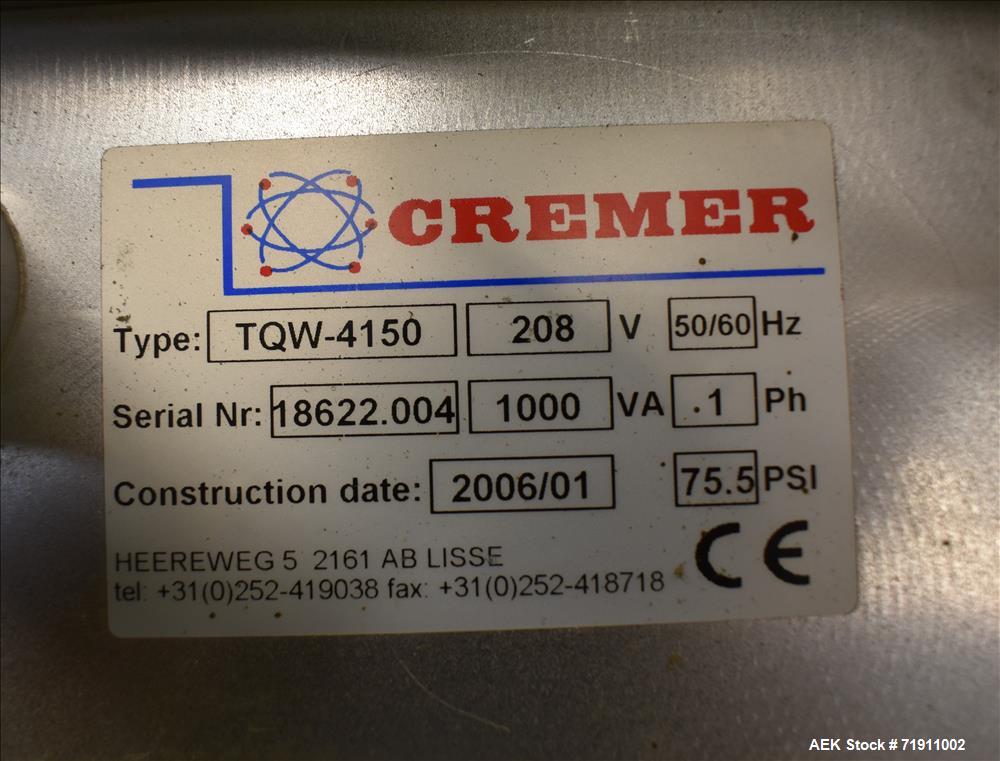 CREMER
Type: TQW-4150 208 V 50/60 Hz
Serial Nr: 18622.004 1000 VA 1 Ph
Construction date: 2006/01 75.5 PSI
HEEREWEG 5 2161 AB LISSE
tel: +31(0)252-419038 fax: +31(0)252-418718
CE
AEK Stock # 71911002